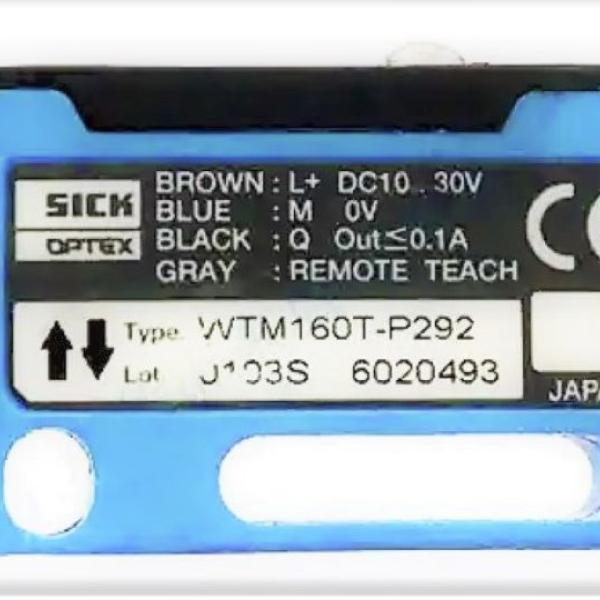 SICK
OPTEX
BROWN : L+ DC10..30V
BLUE : M 0V
BLACK : Q Out≤0.1A
GRAY : REMOTE TEACH
CE
Type WTM160T-P292
Lot 6020493